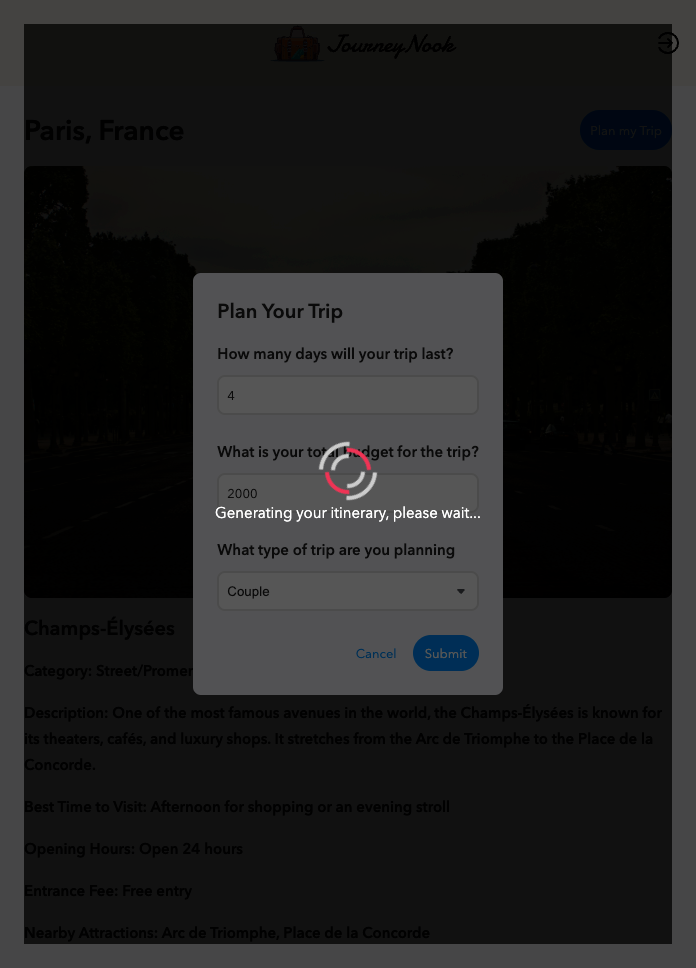 JourneyNook
Paris, France
Plan my Trip
Plan Your Trip
How many days will your trip last?
4
What is your total budget for the trip?
2000
Generating your itinerary, please wait...
What type of trip are you planning
Couple
Cancel
Submit
Champs-Élysées
Category: Street/Promen
Description: One of the most famous avenues in the world, the Champs-Élysées is known for
its theaters, cafés, and luxury shops. It stretches from the Arc de Triomphe to the Place de la
Concorde.
Best Time to Visit: Afternoon for shopping or an evening stroll
Opening Hours: Open 24 hours
Entrance Fee: Free entry
Nearby Attractions: Arc de Triomphe, Place de la Concorde